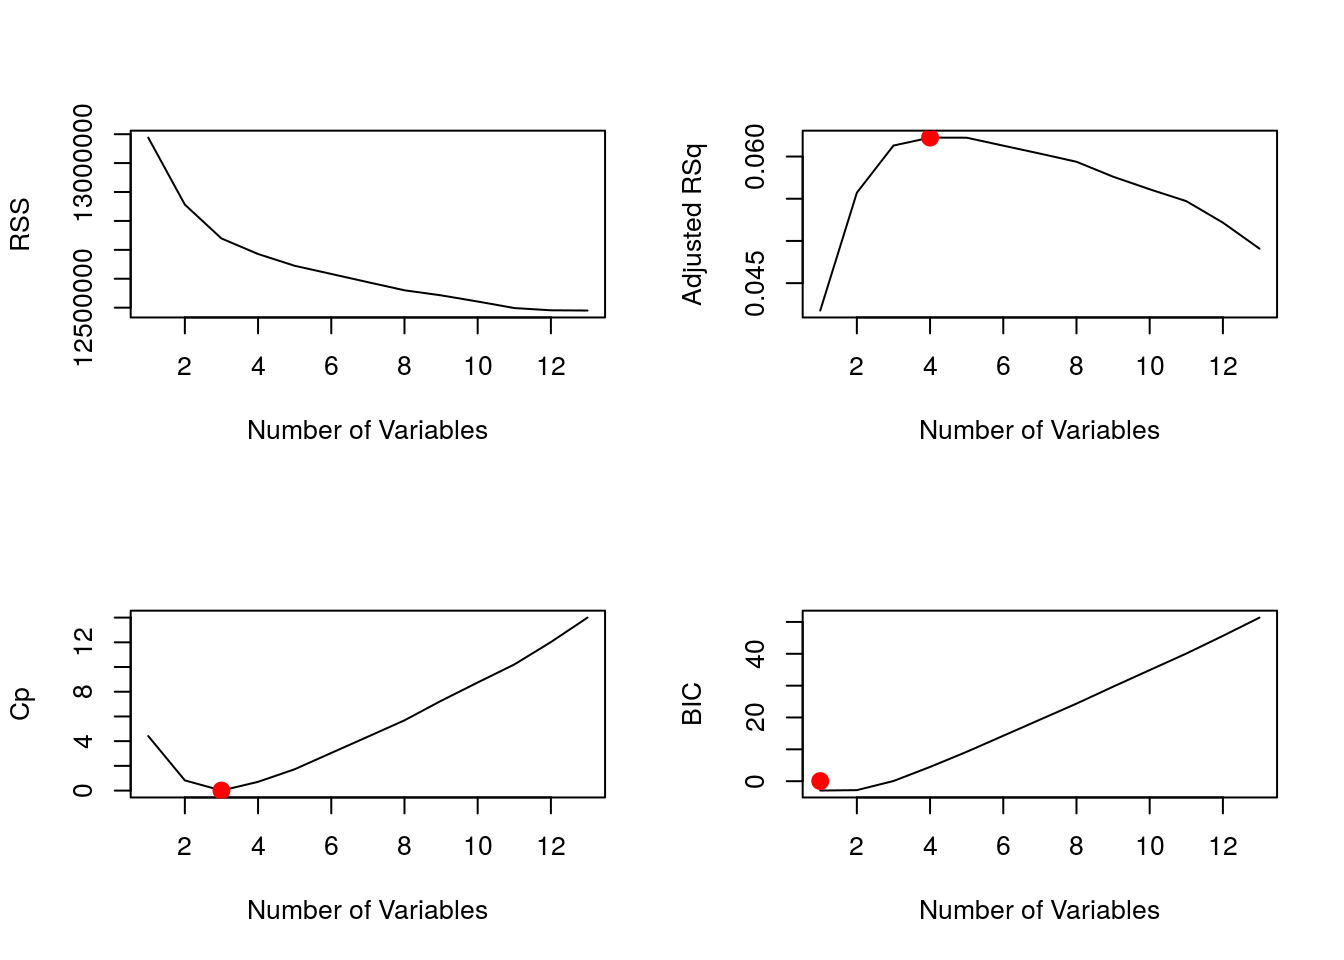 RSS
12500000 13000000
2 4 6 8 10 12
Number of Variables
Adjusted RSq
0.045 0.060
2 4 6 8 10 12
Number of Variables
Cp
0 4 8 12
2 4 6 8 10 12
Number of Variables
BIC
0 20 40
2 4 6 8 10 12
Number of Variables